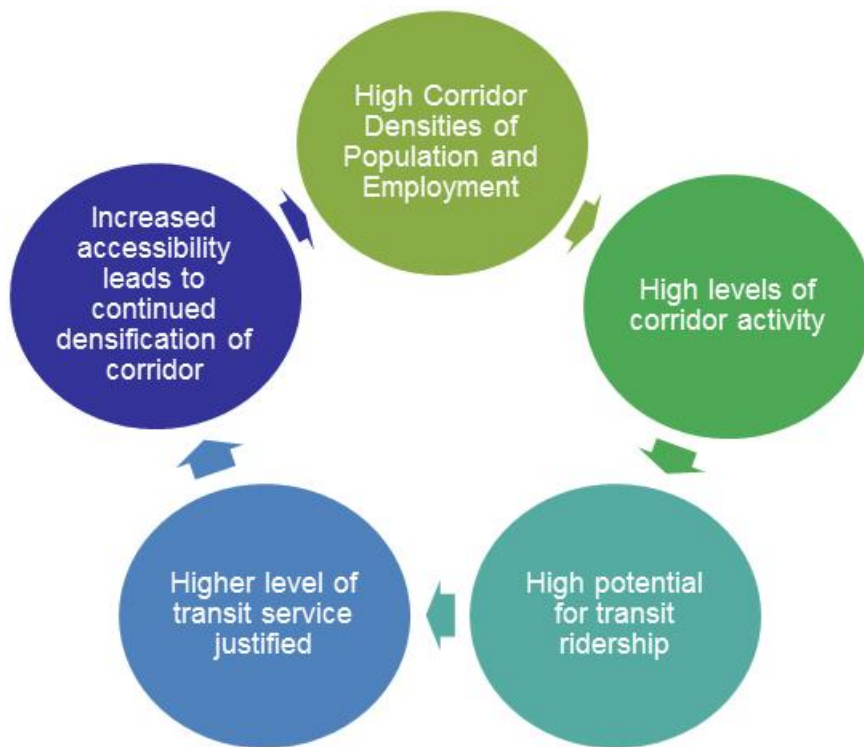 High Corridor
Densities of
Population and
Employment
High levels of
corridor activity
High potential
for transit
ridership
Higher level of
transit service
justified
Increased
accessibility
leads to
continued
densification of
corridor